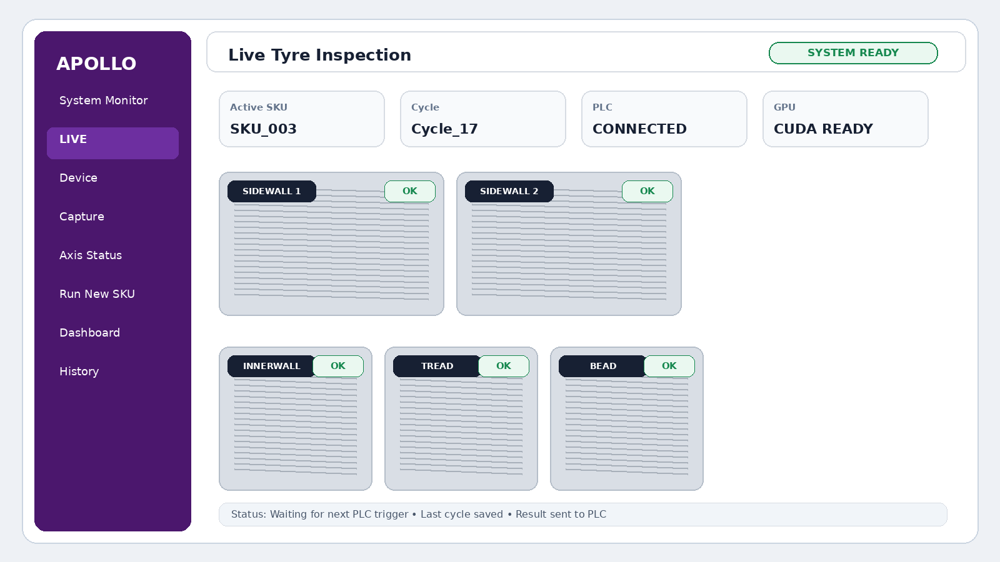 APOLLO
System Monitor
LIVE
Device
Capture
Axis Status
Run New SKU
Dashboard
History
Live Tyre Inspection
SYSTEM READY
Active SKU
SKU_003
Cycle
Cycle_17
PLC
CONNECTED
GPU
CUDA READY
SIDEWALL 1
OK
SIDEWALL 2
OK
INNERWALL
OK
TREAD
OK
BEAD
OK
Status: Waiting for next PLC trigger • Last cycle saved • Result sent to PLC